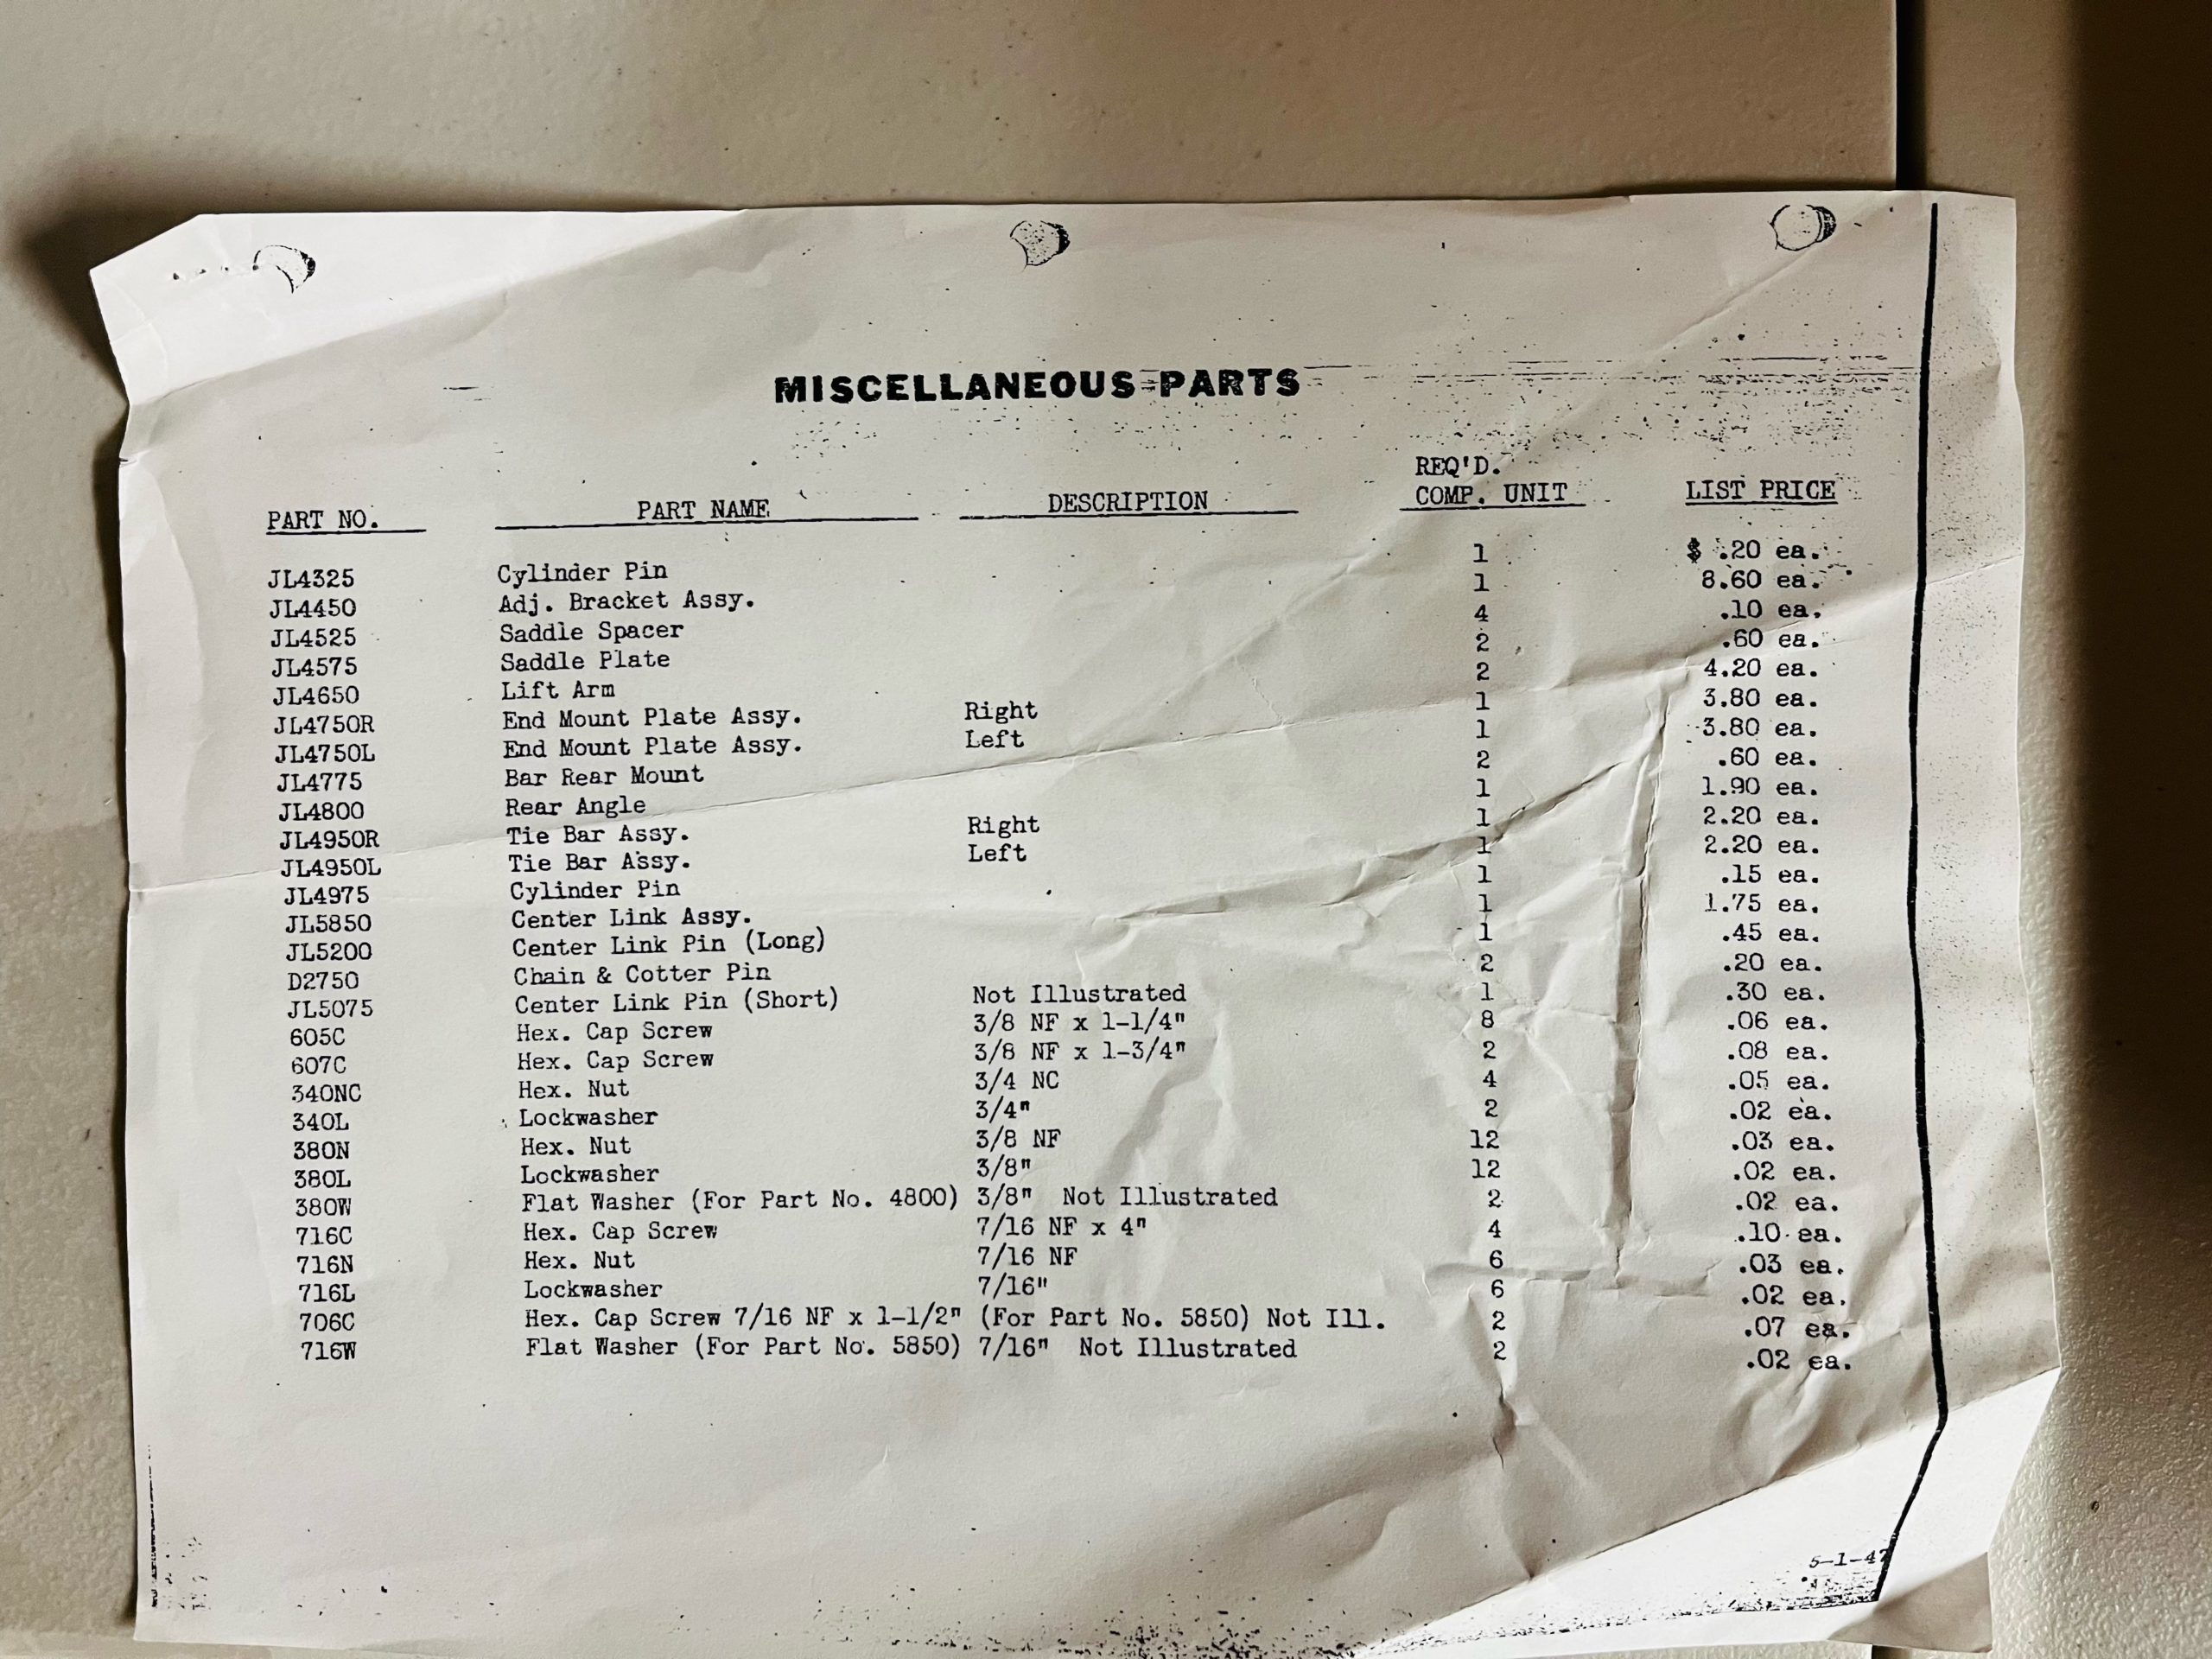 MISCELLANEOUS PARTS
REQ'D.
PART NO. PART NAME DESCRIPTION COMP. UNIT LIST PRICE
JL4325 Cylinder Pin 1 $ .20 ea.
JL4450 Adj. Bracket Assy. 1 8.60 ea.
JL4525 Saddle Spacer 4 .10 ea.
JL4575 Saddle Plate 2 .60 ea.
JL4650 Lift Arm 2 4.20 ea.
JL4750R End Mount Plate Assy. Right 1 3.80 ea.
JL4750L End Mount Plate Assy. Left 1 3.80 ea.
JL4775 Bar Rear Mount 2 .60 ea.
JL4800 Rear Angle 1 1.90 ea.
JL4950R Tie Bar Assy. Right 1 2.20 ea.
JL4950L Tie Bar Assy. Left 1 2.20 ea.
JL4975 Cylinder Pin 1 .15 ea.
JL5850 Center Link Assy. 1 1.75 ea.
JL5200 Center Link Pin (Long) 1 .45 ea.
D2750 Chain & Cotter Pin 2 .20 ea.
JL5075 Center Link Pin (Short) Not Illustrated 1 .30 ea.
605C Hex. Cap Screw 3/8 NF x 1-1/4" 8 .06 ea.
607C Hex. Cap Screw 3/8 NF x 1-3/4" 2 .08 ea.
340NC Hex. Nut 3/4 NC 4 .05 ea.
340L Lockwasher 3/4" 2 .02 ea.
380N Hex. Nut 3/8 NF 12 .03 ea.
380L Lockwasher 3/8" 12 .02 ea.
380W Flat Washer (For Part No. 4800) 3/8" Not Illustrated 2 .02 ea.
716C Hex. Cap Screw 7/16 NF x 4" 4 .10 ea.
716N Hex. Nut 7/16 NF 6 .03 ea.
716L Lockwasher 7/16" 6 .02 ea.
706C Hex. Cap Screw 7/16 NF x 1-1/2" (For Part No. 5850) Not Ill. 2 .07 ea.
716W Flat Washer (For Part No. 5850) 7/16" Not Illustrated 2 .02 ea.
5-1-47